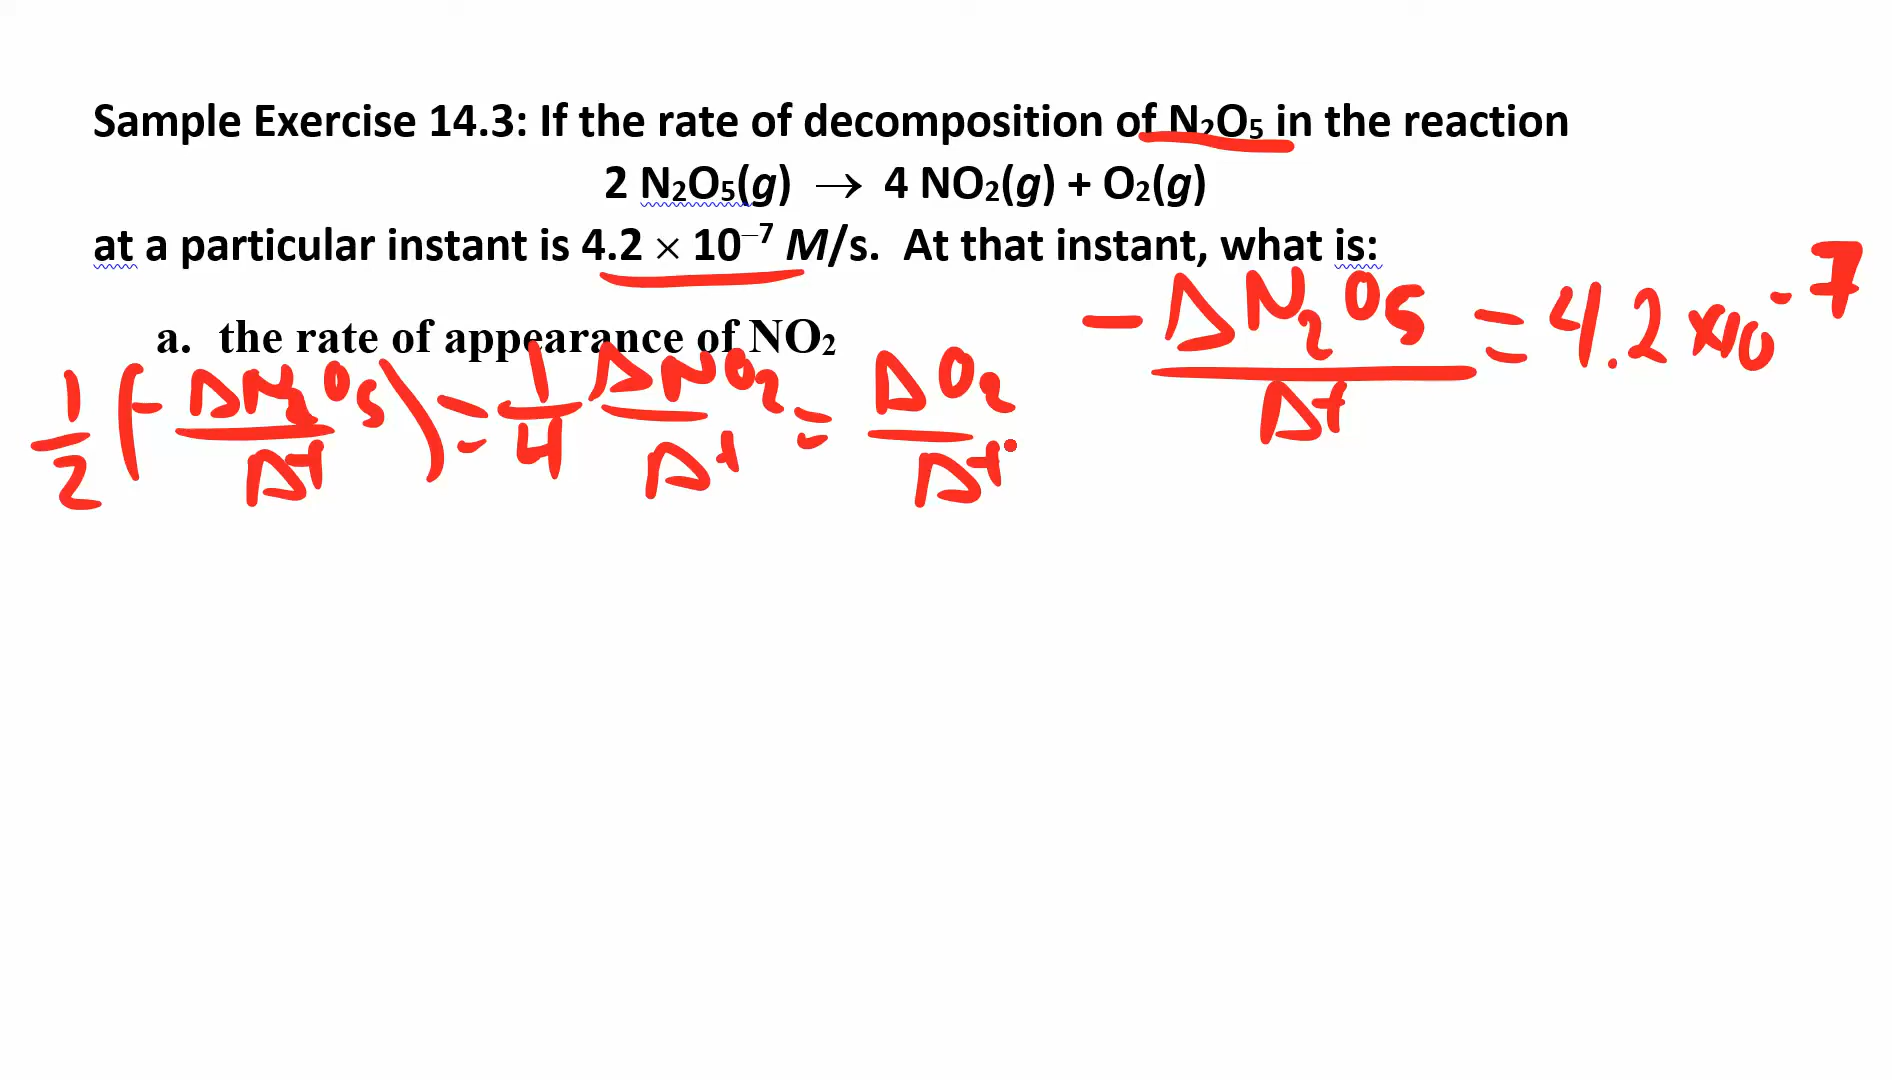 Sample Exercise 14.3: If the rate of decomposition of N₂O₅ in the reaction
2 N₂O₅(g) → 4 NO₂(g) + O₂(g)
at a particular instant is 4.2 × 10⁻⁷ M/s. At that instant, what is:
a. the rate of appearance of NO₂
-ΔN₂O₅/Δt = 4.2 x10⁻⁷
1/2 (-ΔN₂O₅/Δt) = 1/4 ΔNO₂/Δt = ΔO₂/Δt